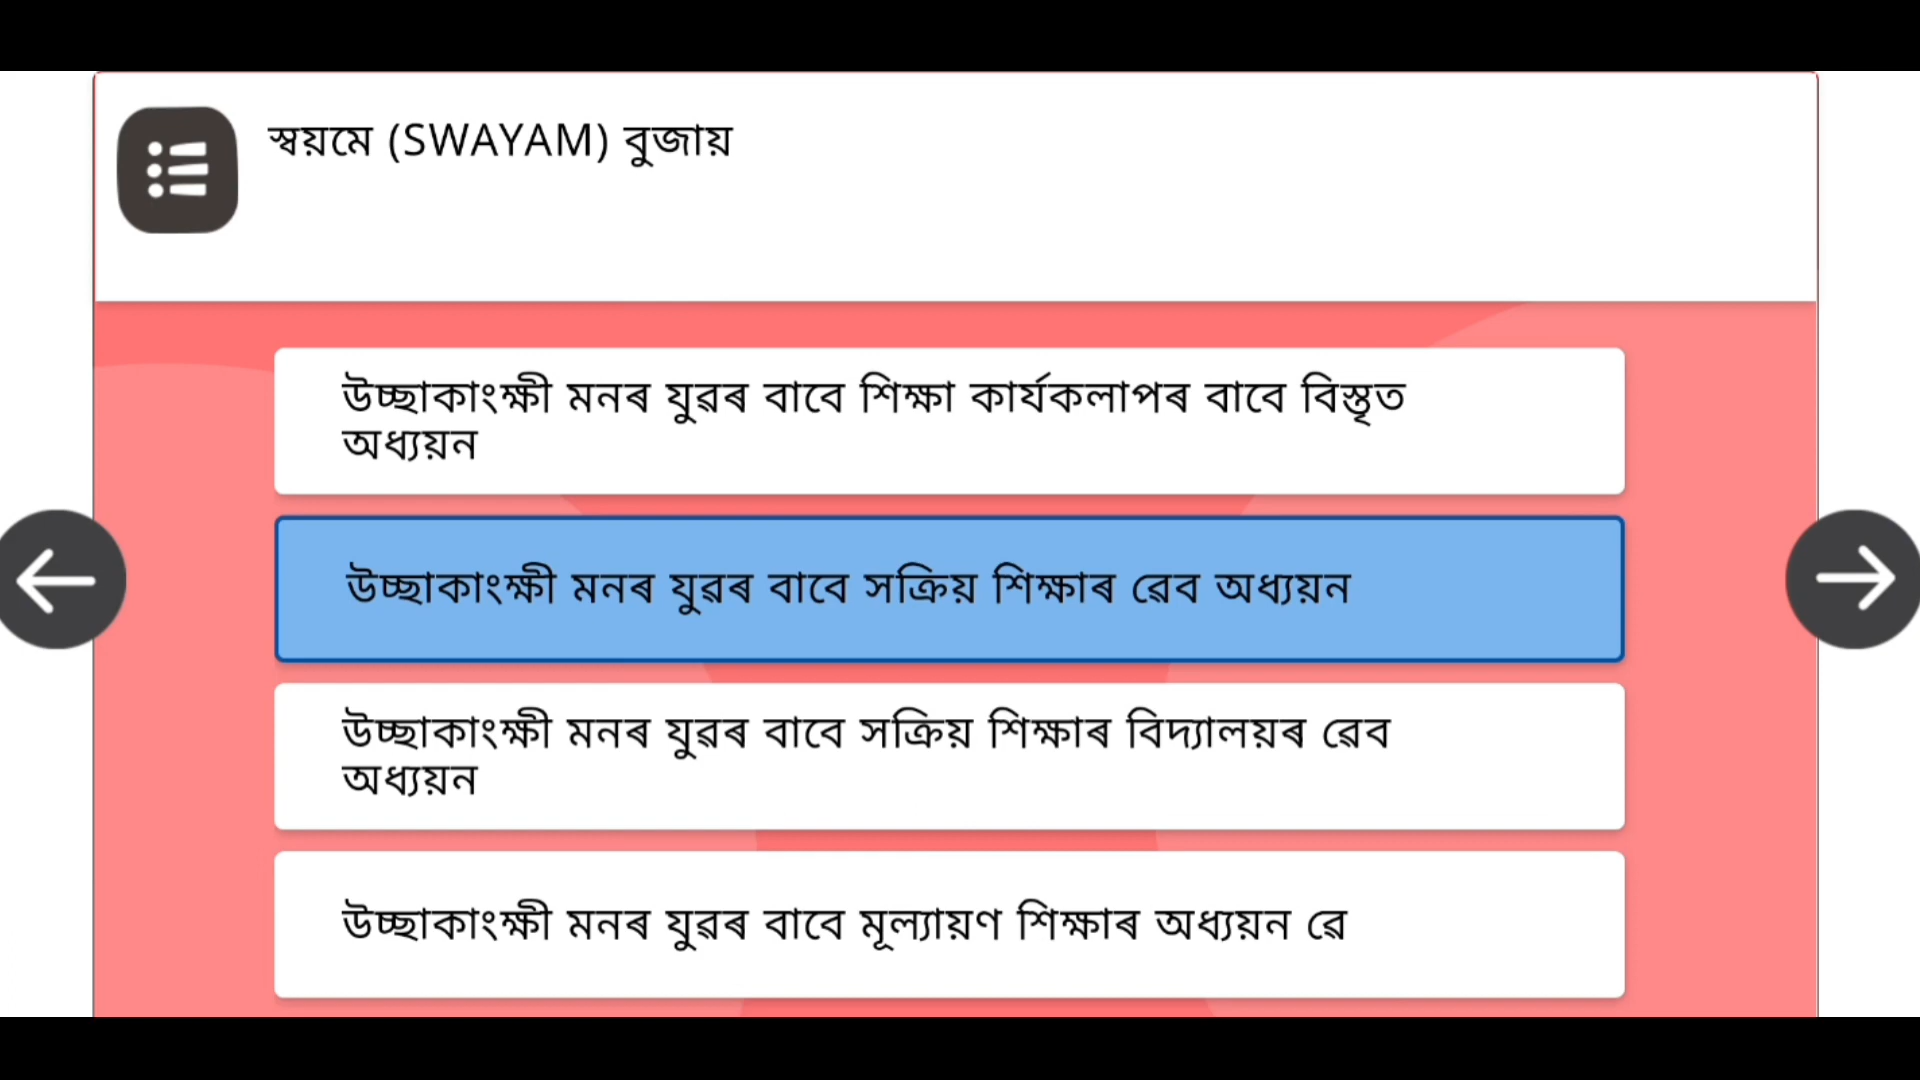 স্বয়মে (SWAYAM) বুজায়
উচ্ছাকাংক্ষী মনৰ যুৱৰ বাবে শিক্ষা কাৰ্যকলাপৰ বাবে বিস্তৃত
অধ্যয়ন
উচ্ছাকাংক্ষী মনৰ যুৱৰ বাবে সক্ৰিয় শিক্ষাৰ ৱেব অধ্যয়ন
উচ্ছাকাংক্ষী মনৰ যুৱৰ বাবে সক্ৰিয় শিক্ষাৰ বিদ্যালয়ৰ ৱেব
অধ্যয়ন
উচ্ছাকাংক্ষী মনৰ যুৱৰ বাবে মূল্যায়ণ শিক্ষাৰ অধ্যয়ন ৱে